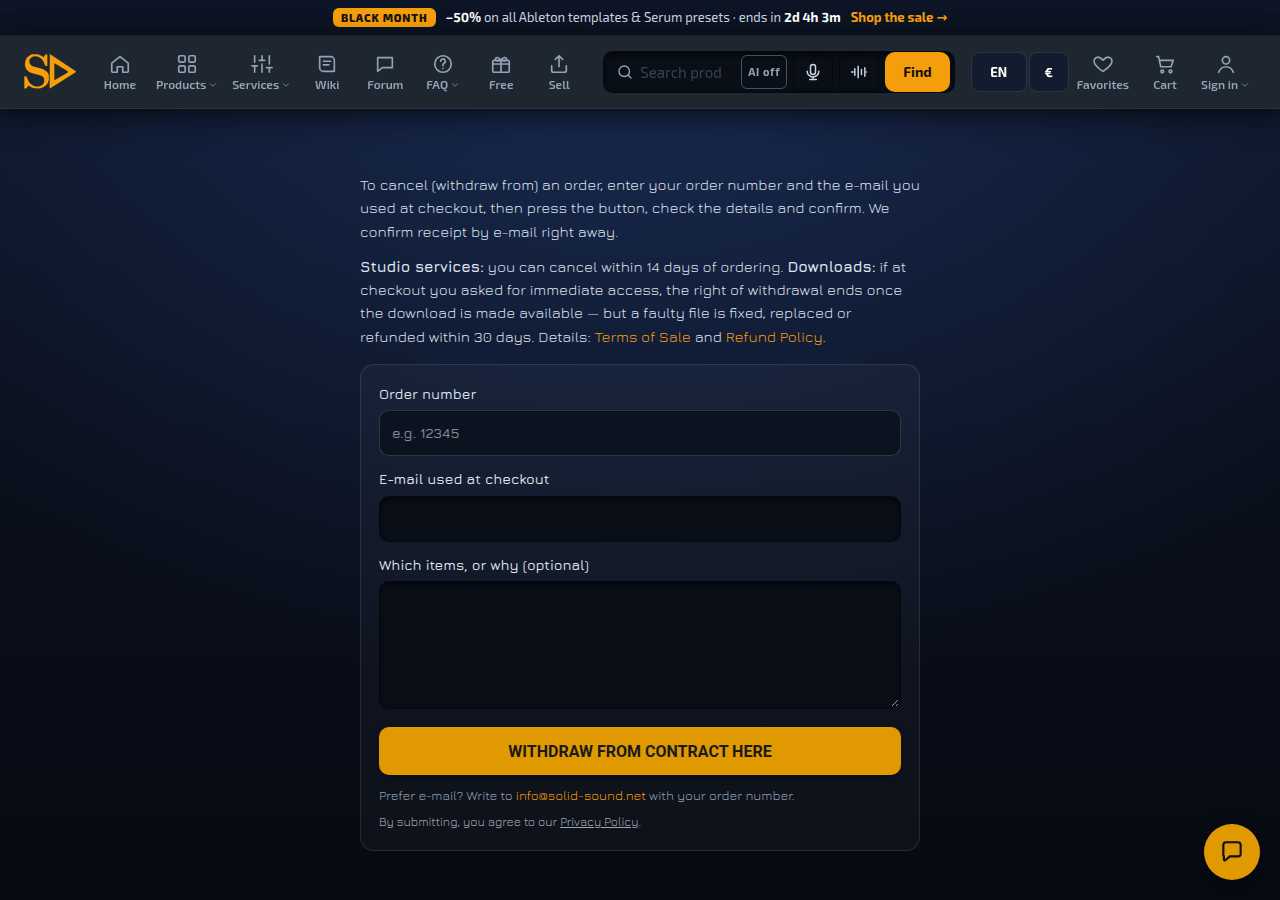 BLACK MONTH −50% on all Ableton templates & Serum presets · ends in 2d 4h 3m Shop the sale →
Home Products Services Wiki Forum FAQ Free Sell Search prod AI off Find EN € Favorites Cart Sign in
To cancel (withdraw from) an order, enter your order number and the e-mail you
used at checkout, then press the button, check the details and confirm. We
confirm receipt by e-mail right away.
Studio services: you can cancel within 14 days of ordering. Downloads: if at
checkout you asked for immediate access, the right of withdrawal ends once
the download is made available — but a faulty file is fixed, replaced or
refunded within 30 days. Details: Terms of Sale and Refund Policy.
Order number
e.g. 12345
E-mail used at checkout
Which items, or why (optional)
WITHDRAW FROM CONTRACT HERE
Prefer e-mail? Write to info@solid-sound.net with your order number.
By submitting, you agree to our Privacy Policy.